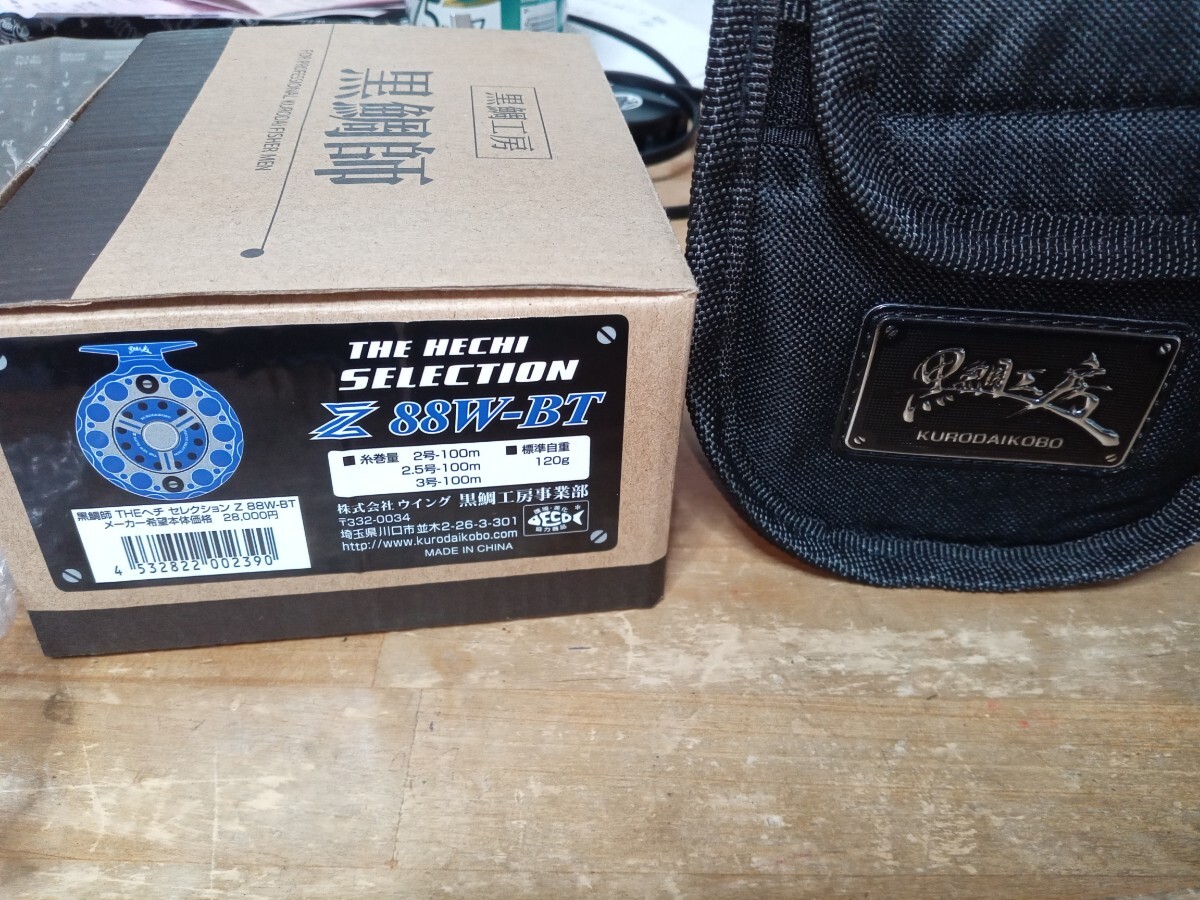 黒鯛工房
黒鯛師
FOR PROFESSIONAL KURODAI FISHER MEN
THE HECHI
SELECTION
Z 88W-BT
■ 糸巻量 2号-100m
2.5号-100m
3号-100m
■ 標準自重
120g
株式会社ウイング 黒鯛工房事業部
〒332-0034
埼玉県川口市並木2-26-3-301
http://www.kurodaikobo.com
MADE IN CHINA
黒鯛師 THEヘチ セレクション Z 88W-BT
メーカー希望本体価格 28,000円
4 532822 002390
黒鯛工房
KURODAIKOBO